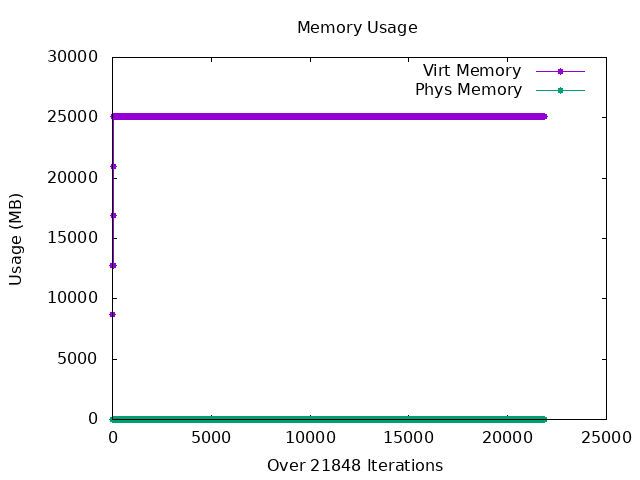 Memory Usage
30000
25000
20000
15000
10000
5000
0
Usage (MB)
Virt Memory
Phys Memory
0 5000 10000 15000 20000 25000
Over 21848 Iterations